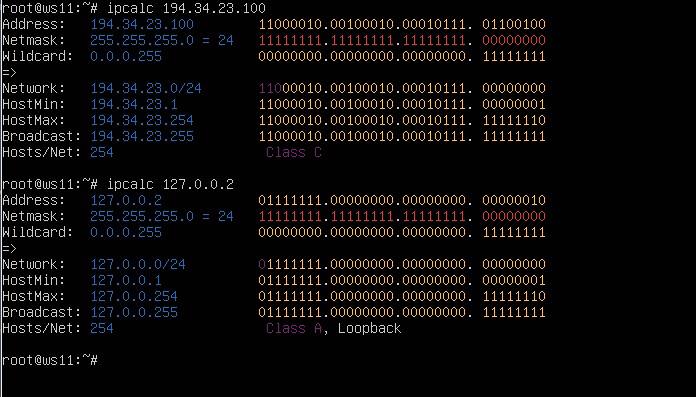 root@ws11:~# ipcalc 194.34.23.100
Address:   194.34.23.100        11000010.00100010.00010111. 01100100
Netmask:   255.255.255.0 = 24   11111111.11111111.11111111. 00000000
Wildcard:  0.0.0.255            00000000.00000000.00000000. 11111111
=>
Network:   194.34.23.0/24       11000010.00100010.00010111. 00000000
HostMin:   194.34.23.1          11000010.00100010.00010111. 00000001
HostMax:   194.34.23.254        11000010.00100010.00010111. 11111110
Broadcast: 194.34.23.255        11000010.00100010.00010111. 11111111
Hosts/Net: 254                   Class C
root@ws11:~# ipcalc 127.0.0.2
Address:   127.0.0.2            01111111.00000000.00000000. 00000010
Netmask:   255.255.255.0 = 24   11111111.11111111.11111111. 00000000
Wildcard:  0.0.0.255            00000000.00000000.00000000. 11111111
=>
Network:   127.0.0.0/24         01111111.00000000.00000000. 00000000
HostMin:   127.0.0.1            01111111.00000000.00000000. 00000001
HostMax:   127.0.0.254          01111111.00000000.00000000. 11111110
Broadcast: 127.0.0.255          01111111.00000000.00000000. 11111111
Hosts/Net: 254                   Class A, Loopback
root@ws11:~#